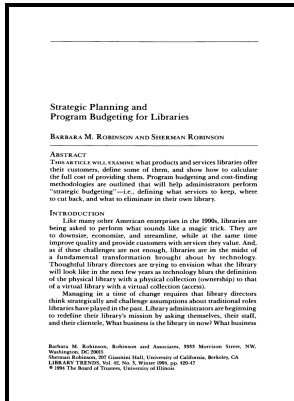 Strategic Planning and
Program Budgeting for Libraries
BARBARA M. ROBINSON AND SHERMAN ROBINSON
ABSTRACT
THIS ARTICLE WILL EXAMINE what products and services libraries offer
their customers, define some of them, and show how to calculate
the full cost of providing them. Program budgeting and cost-finding
methodologies are outlined that will help administrators perform
"strategic budgeting"—i.e., defining what services to keep, where
to cut back, and what to eliminate in their own library.
INTRODUCTION
Like many other American enterprises in the 1990s, libraries are
being asked to perform what sounds like a magic trick. They are
to downsize, economize, and streamline, while at the same time
improve quality and provide customers with services they value. And,
as if these challenges are not enough, libraries are in the midst of
a fundamental transformation brought about by technology.
Thoughtful library directors are trying to envision what the library
will look like in the next few years as technology blurs the definition
of the physical library with a physical collection (ownership) to that
of a virtual library with a virtual collection (access).
Managing in a time of change requires that library directors
think strategically and challenge assumptions about traditional roles
libraries have played in the past. Library administrators are beginning
to redefine their library's mission by asking themselves, their staff,
and their clientele, What business is the library in now? What business
Barbara M. Robinson, Robinson and Associates, 5933 Morrison Street, NW,
Washington, DC 20015
Sherman Robinson, 207 Giannini Hall, University of California, Berkeley, CA
LIBRARY TRENDS, Vol. 42, No. 3, Winter 1994, pp. 420-47
© 1994 The Board of Trustees, University of Illinois